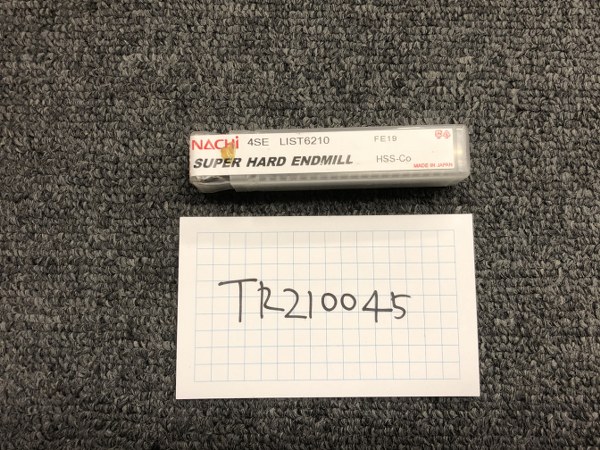 NACHi 4SE LIST6210 FE19
SUPER HARD ENDMILL HSS-Co MADE IN JAPAN
TR210045